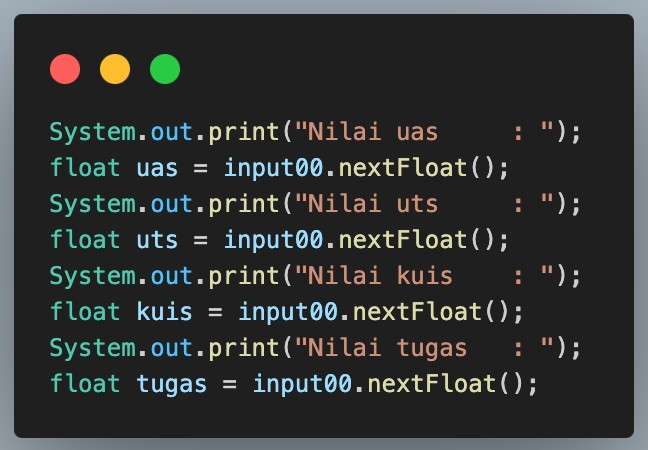 System.out.print("Nilai uas     : ");
float uas = input00.nextFloat();
System.out.print("Nilai uts     : ");
float uts = input00.nextFloat();
System.out.print("Nilai kuis    : ");
float kuis = input00.nextFloat();
System.out.print("Nilai tugas   : ");
float tugas = input00.nextFloat();